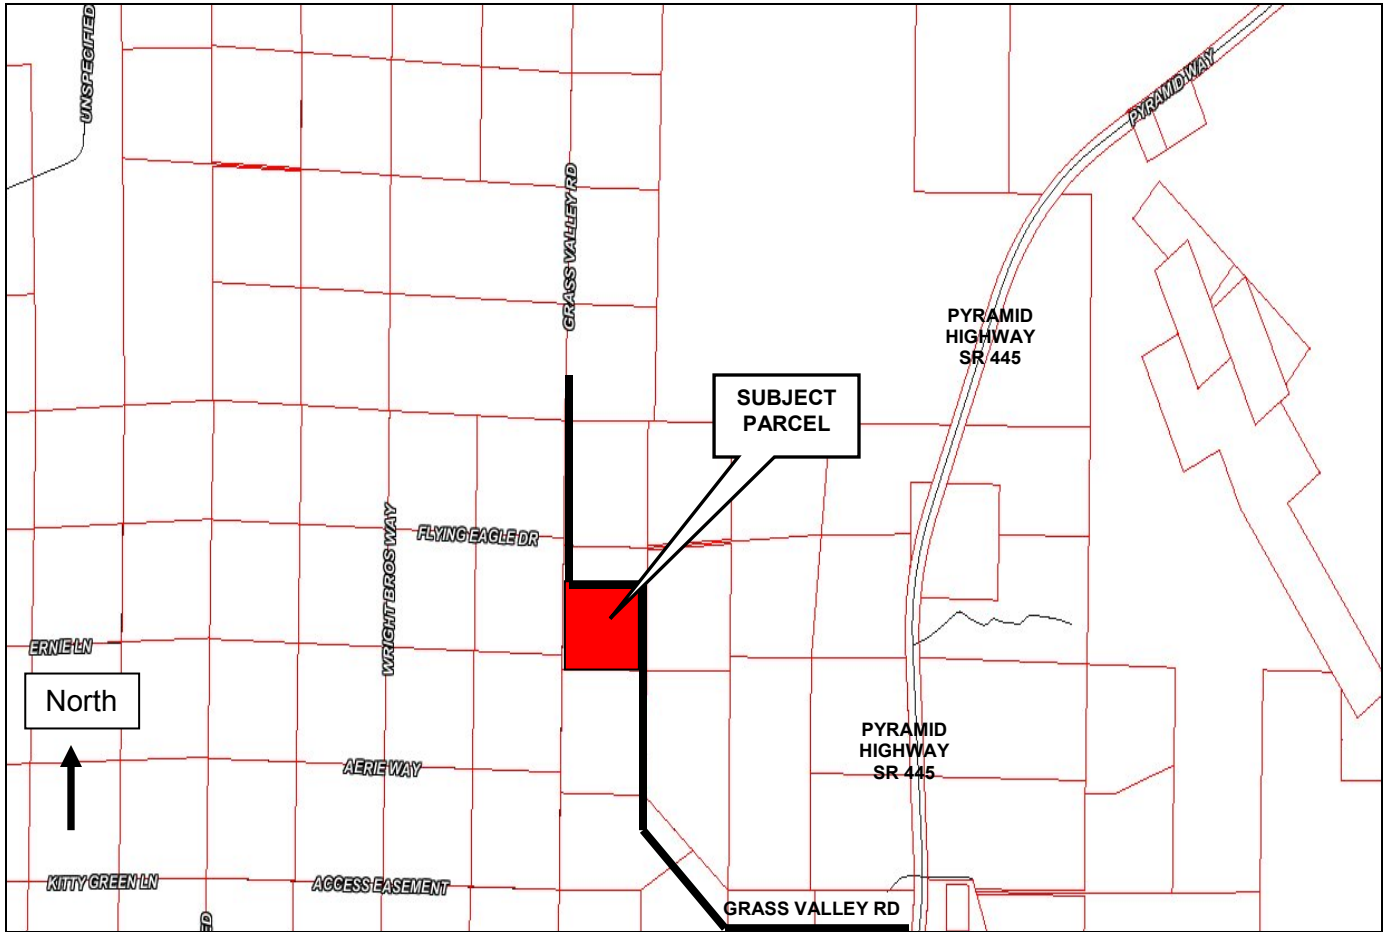 UNSPECIFIED
PYRAMID WAY
GRASS VALLEY RD
PYRAMID
HIGHWAY
SR 445
SUBJECT
PARCEL
FLYING EAGLE DR
WRIGHT BROS WAY
ERNIE LN
North
PYRAMID
HIGHWAY
SR 445
AERIE WAY
KITTY GREEN LN
ACCESS EASEMENT
GRASS VALLEY RD
ED